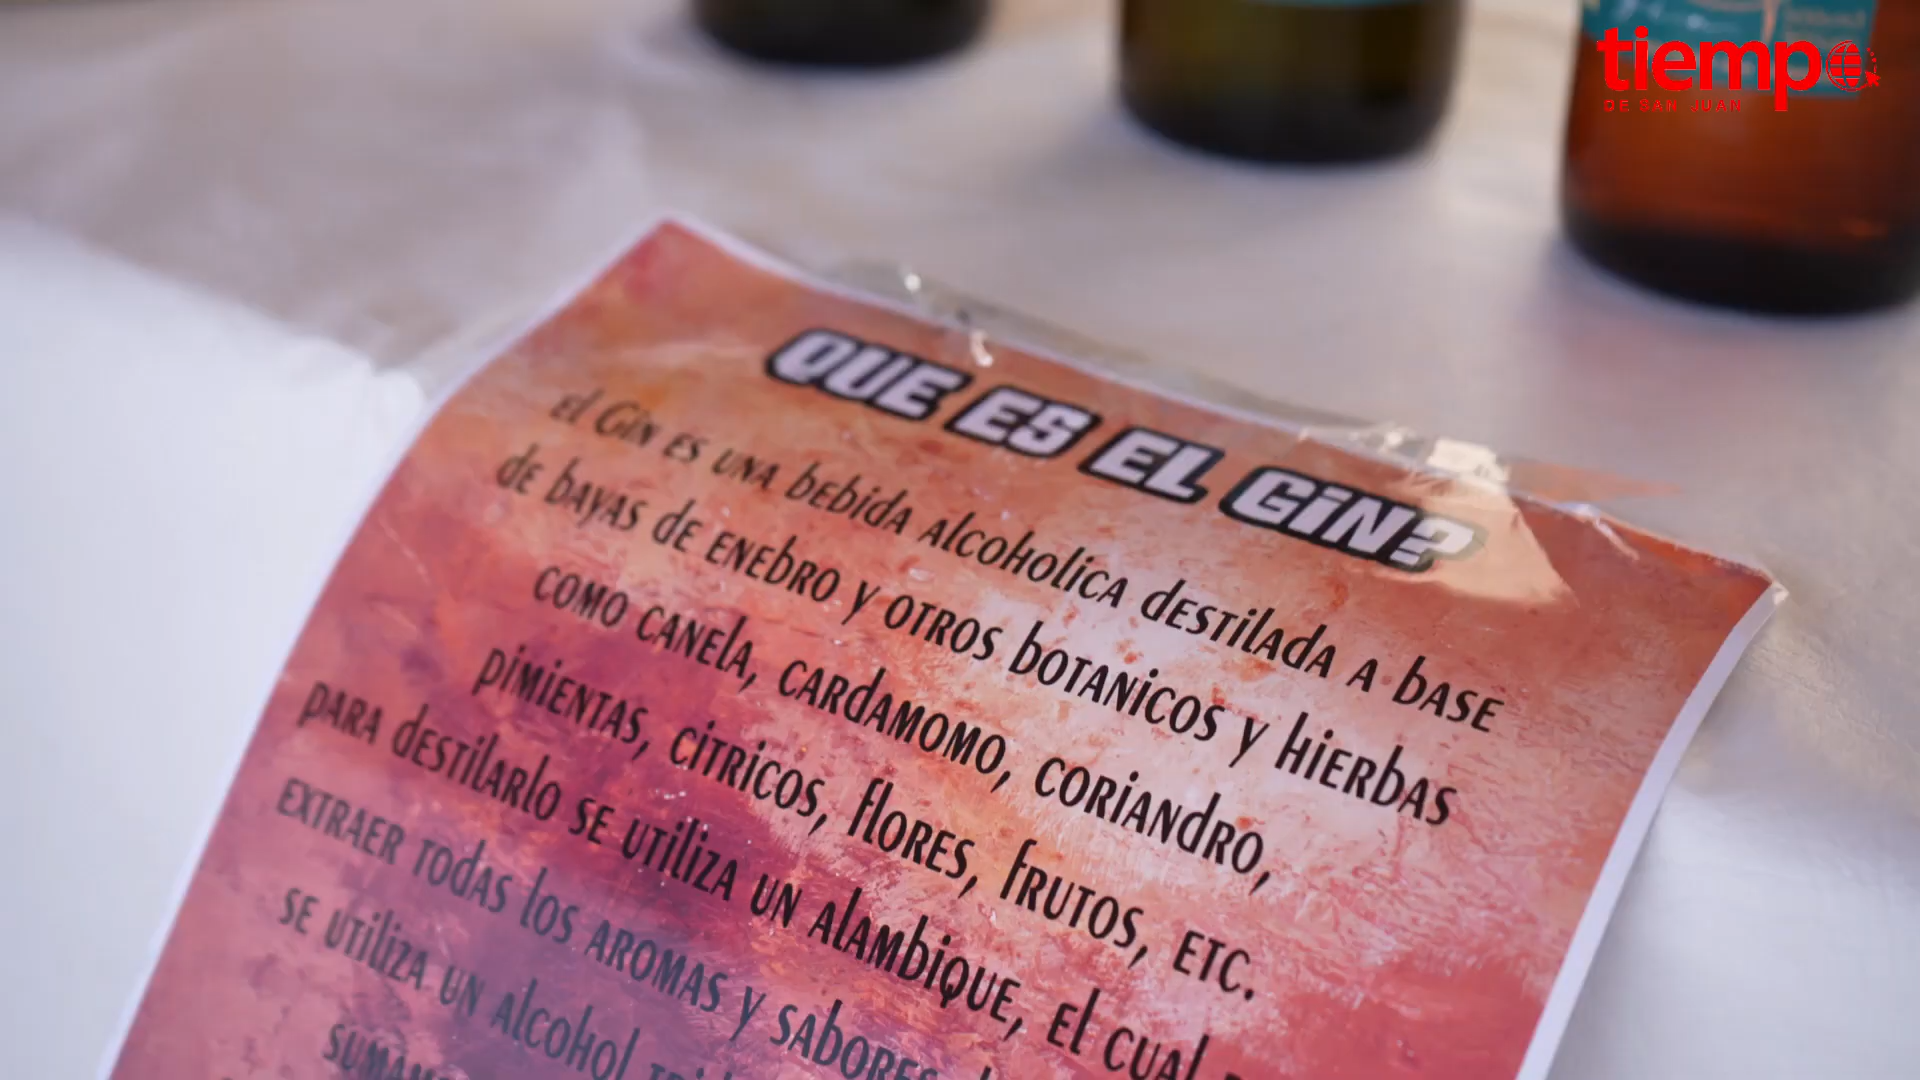 tiempo
DE SAN JUAN
QUE ES EL GiN?
El Gin es una bebida alcoholica destilada a base
de bayas de enebro y otros botanicos y hierbas
como canela, cardamomo, coriandro,
pimientas, citricos, flores, frutos, etc.
para destilarlo se utiliza un alambique, el cual
extraer todas los aromas y sabores
se utiliza un alcohol